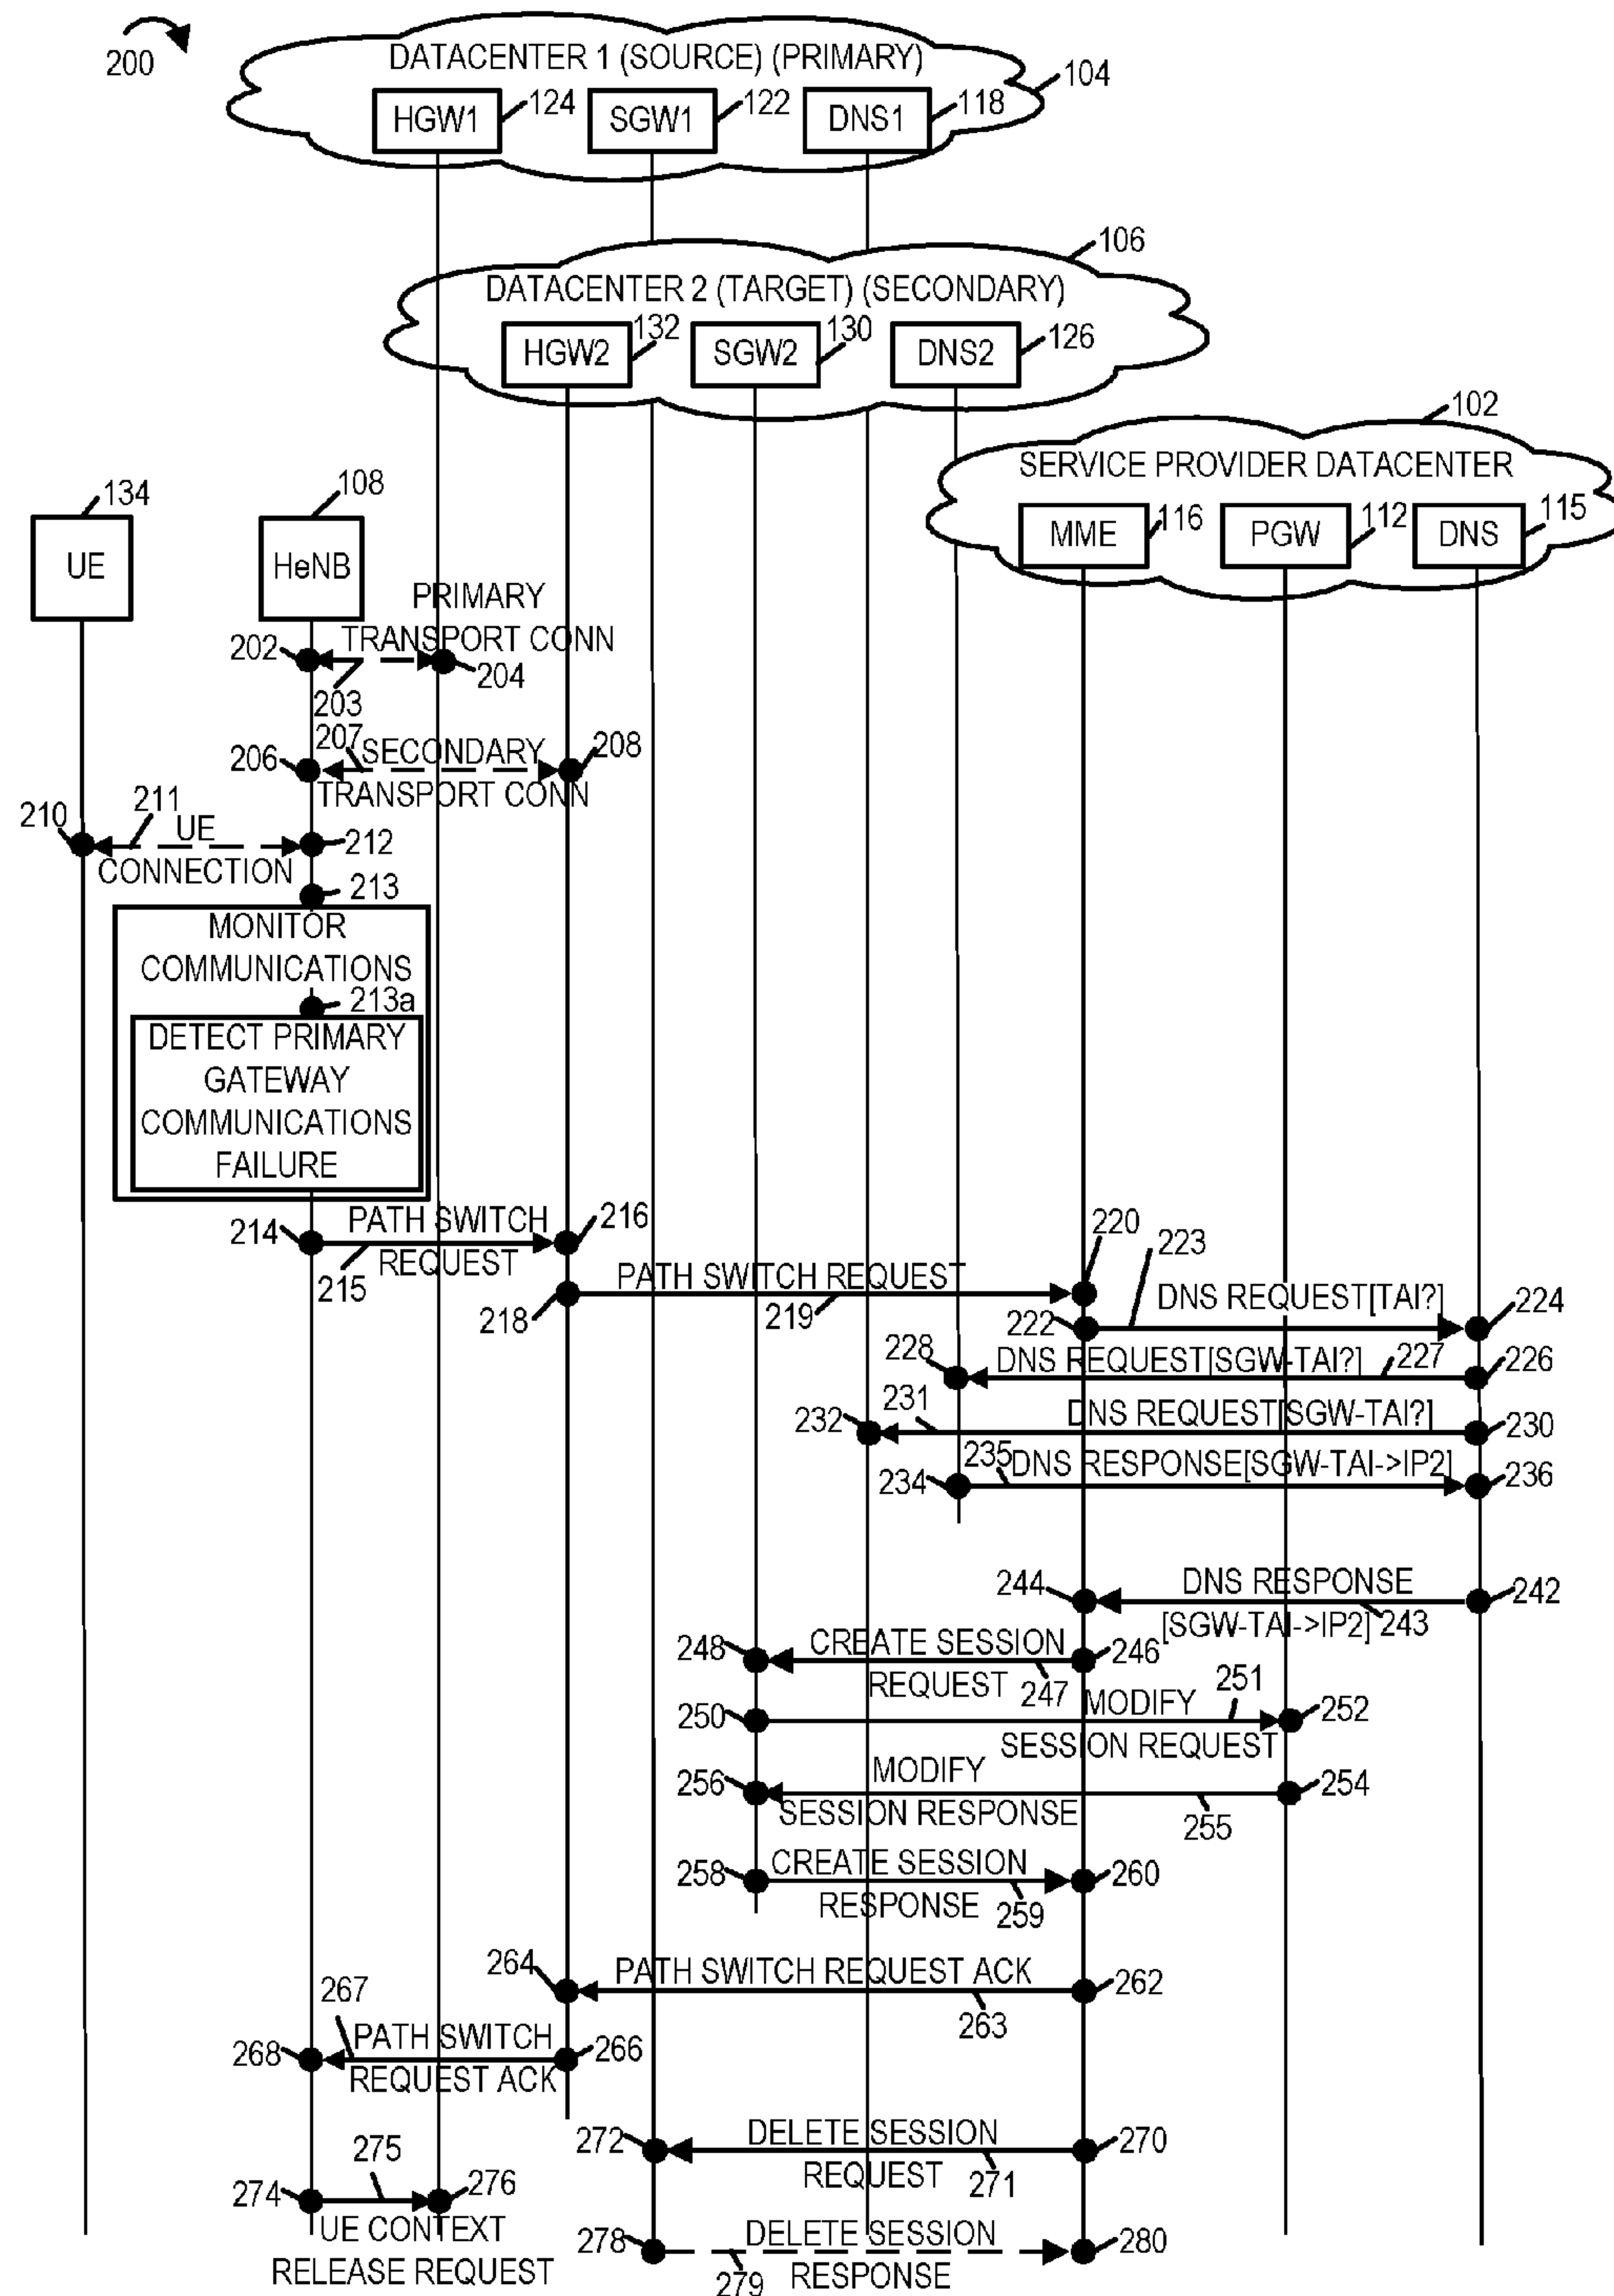 200
DATACENTER 1 (SOURCE) (PRIMARY)
104
HGW1
124
SGW1
122
DNS1
118
106
DATACENTER 2 (TARGET) (SECONDARY)
HGW2
132
SGW2
130
DNS2
126
102
SERVICE PROVIDER DATACENTER
MME
116
PGW
112
DNS
115
134
UE
108
HeNB
PRIMARY
TRANSPORT CONN
202
203
204
207
SECONDARY
206
208
TRANSPORT CONN
210
211
UE
212
CONNECTION
213
MONITOR
COMMUNICATIONS
213a
DETECT PRIMARY
GATEWAY
COMMUNICATIONS
FAILURE
214
PATH SWITCH
REQUEST
215
216
218
PATH SWITCH REQUEST
219
220
223
222
DNS REQUEST[TAI?]
224
228
DNS REQUEST[SGW-TAI?]
227
226
232
231
DNS REQUEST[SGW-TAI?]
230
234
235
DNS RESPONSE[SGW-TAI->IP2]
236
244
DNS RESPONSE
[SGW-TAI->IP2]
243
242
248
CREATE SESSION
REQUEST
247
246
250
MODIFY
SESSION REQUEST
251
252
256
MODIFY
SESSION RESPONSE
255
254
258
CREATE SESSION
RESPONSE
259
260
264
PATH SWITCH REQUEST ACK
263
262
267
268
PATH SWITCH
REQUEST ACK
266
272
DELETE SESSION
REQUEST
271
270
274
275
276
UE CONTEXT
RELEASE REQUEST
278
DELETE SESSION
RESPONSE
279
280